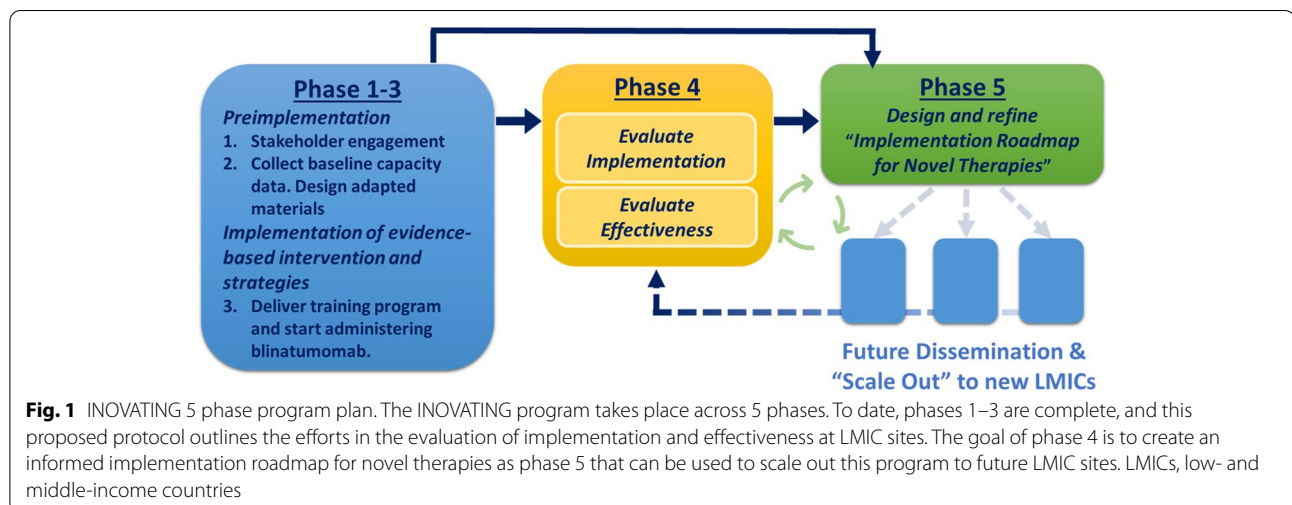 Phase 1-3
Preimplementation
1. Stakeholder engagement
2. Collect baseline capacity
data. Design adapted
materials
Implementation of evidence-
based intervention and
strategies
3. Deliver training program
and start administering
blinatumomab.
Phase 4
Evaluate
Implementation
Evaluate
Effectiveness
Phase 5
Design and refine
“Implementation Roadmap
for Novel Therapies”
Future Dissemination &
“Scale Out” to new LMICs
Fig. 1 INOVATING 5 phase program plan. The INOVATING program takes place across 5 phases. To date, phases 1–3 are complete, and this
proposed protocol outlines the efforts in the evaluation of implementation and effectiveness at LMIC sites. The goal of phase 4 is to create an
informed implementation roadmap for novel therapies as phase 5 that can be used to scale out this program to future LMIC sites. LMICs, low- and
middle-income countries